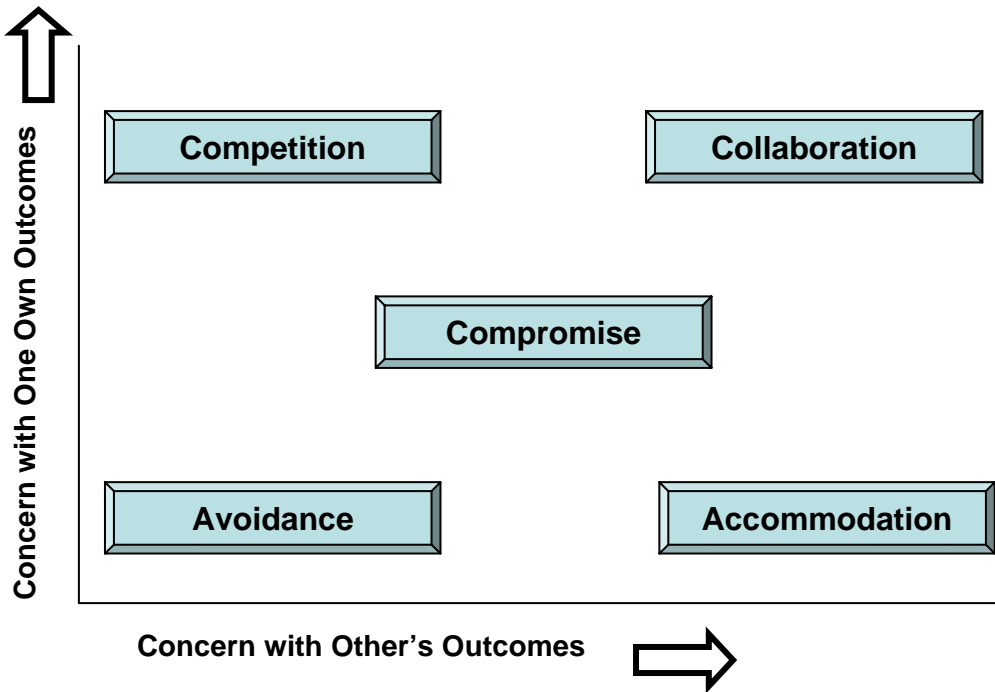 Concern with One Own Outcomes
Competition
Collaboration
Compromise
Avoidance
Accommodation
Concern with Other's Outcomes